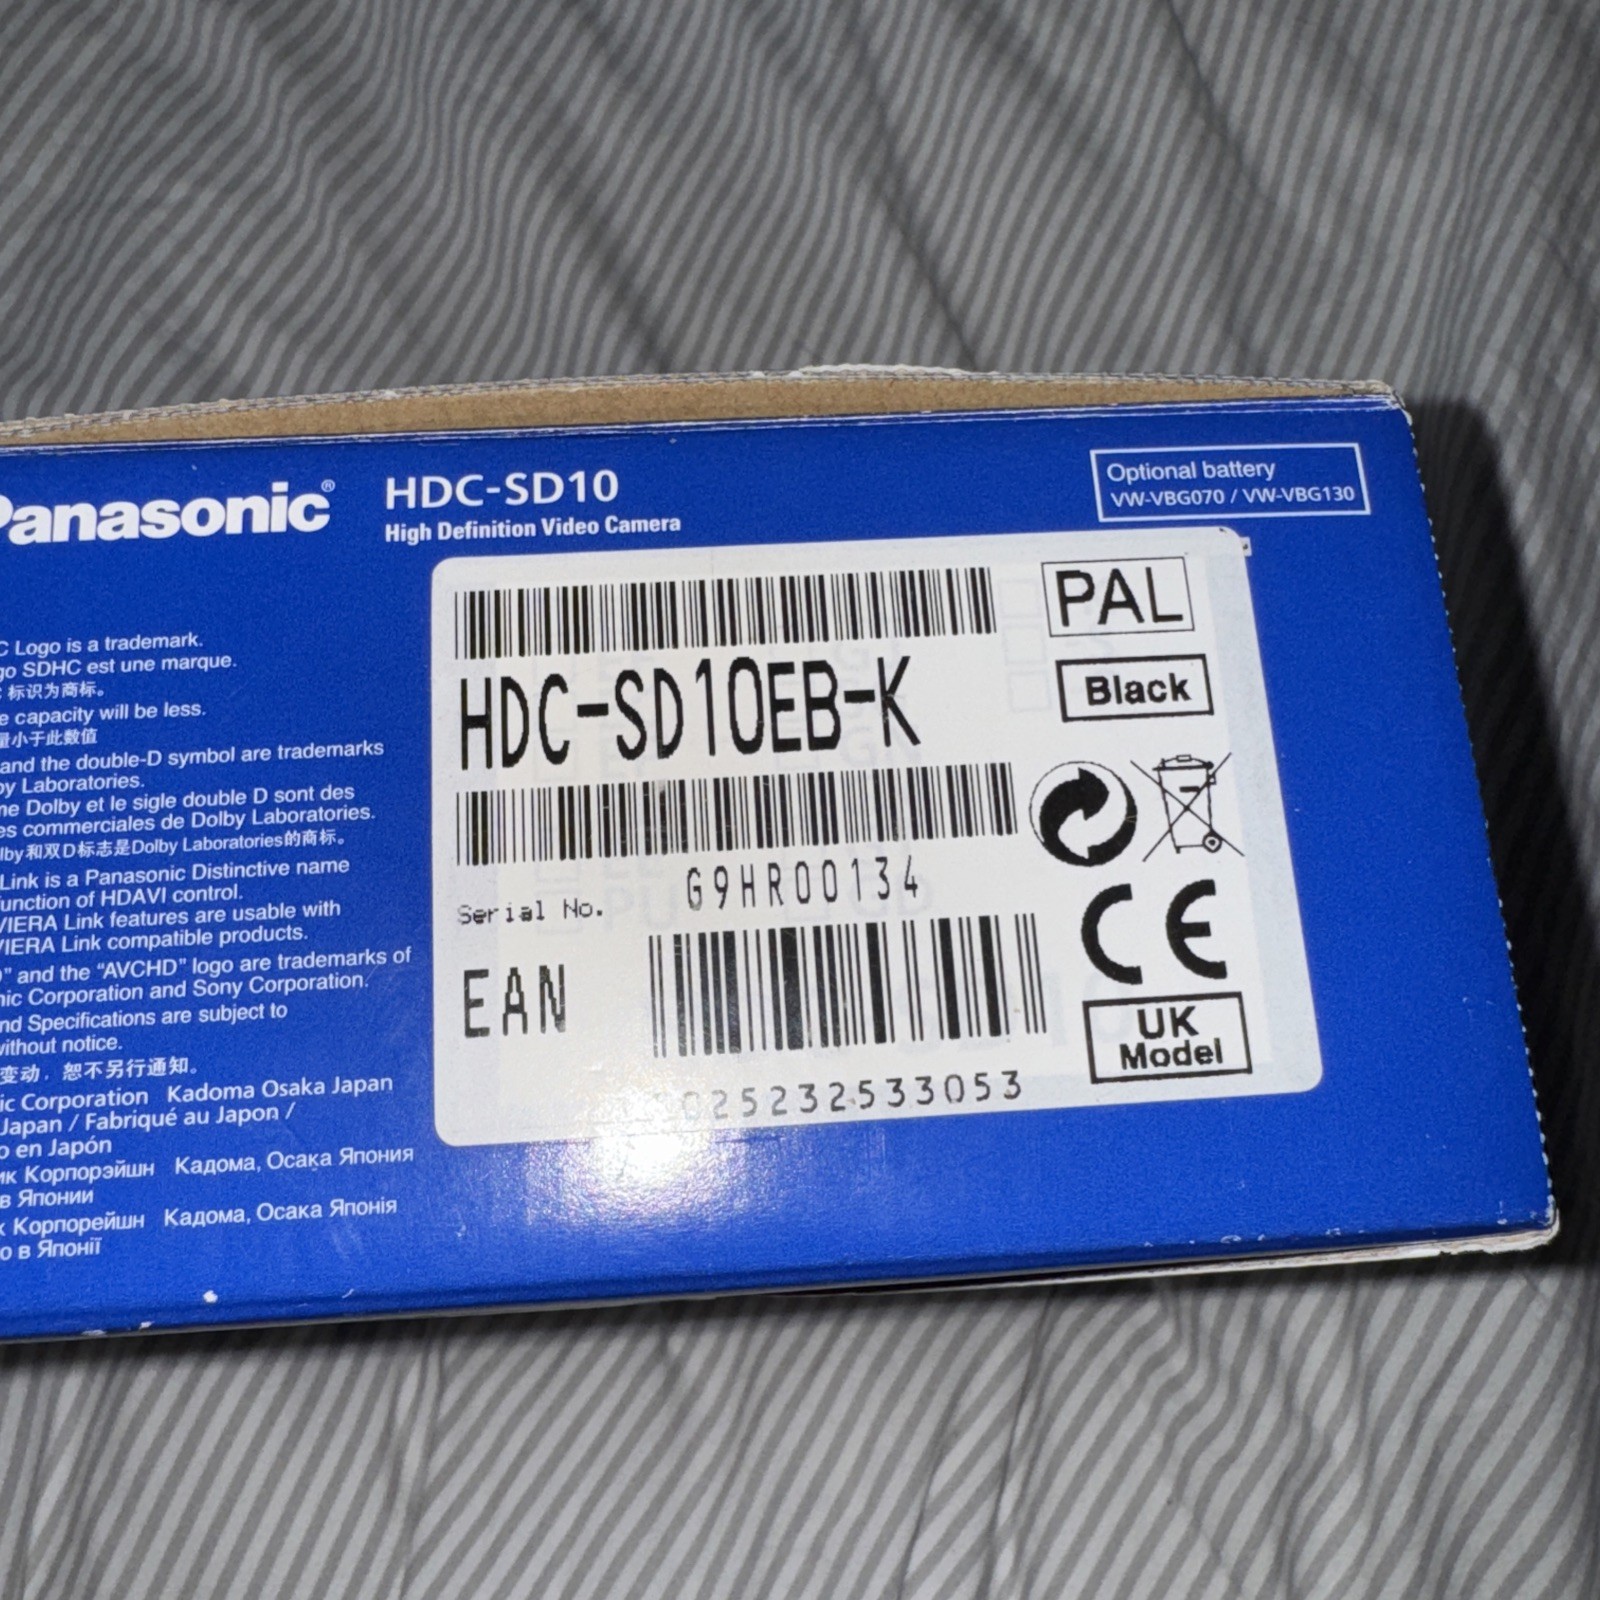 Panasonic®
HDC-SD10
High Definition Video Camera
Optional battery
VW-VBG070 / VW-VBG130
C Logo is a trademark.
go SDHC est une marque.
标识为商标。
e capacity will be less.
量小于此数值
and the double-D symbol are trademarks
by Laboratories.
me Dolby et le sigle double D sont des
es commerciales de Dolby Laboratories.
lby和双D标志是Dolby Laboratories的商标。
Link is a Panasonic Distinctive name
unction of HDAVI control.
VIERA Link features are usable with
VIERA Link compatible products.
" and the "AVCHD" logo are trademarks of
nic Corporation and Sony Corporation.
nd Specifications are subject to
without notice.
变动，恕不另行通知。
ic Corporation Kadoma Osaka Japan
Japan / Fabriqué au Japon /
o en Japón
ик Корпорэйшн Кадома, Осака Япония
в Японии
к Корпорейшн Кадома, Осака Японія
о в Японії
PAL
HDC-SD10EB-K
Black
Serial No. G9HR00134
CE
EAN
025232533053
UK
Model